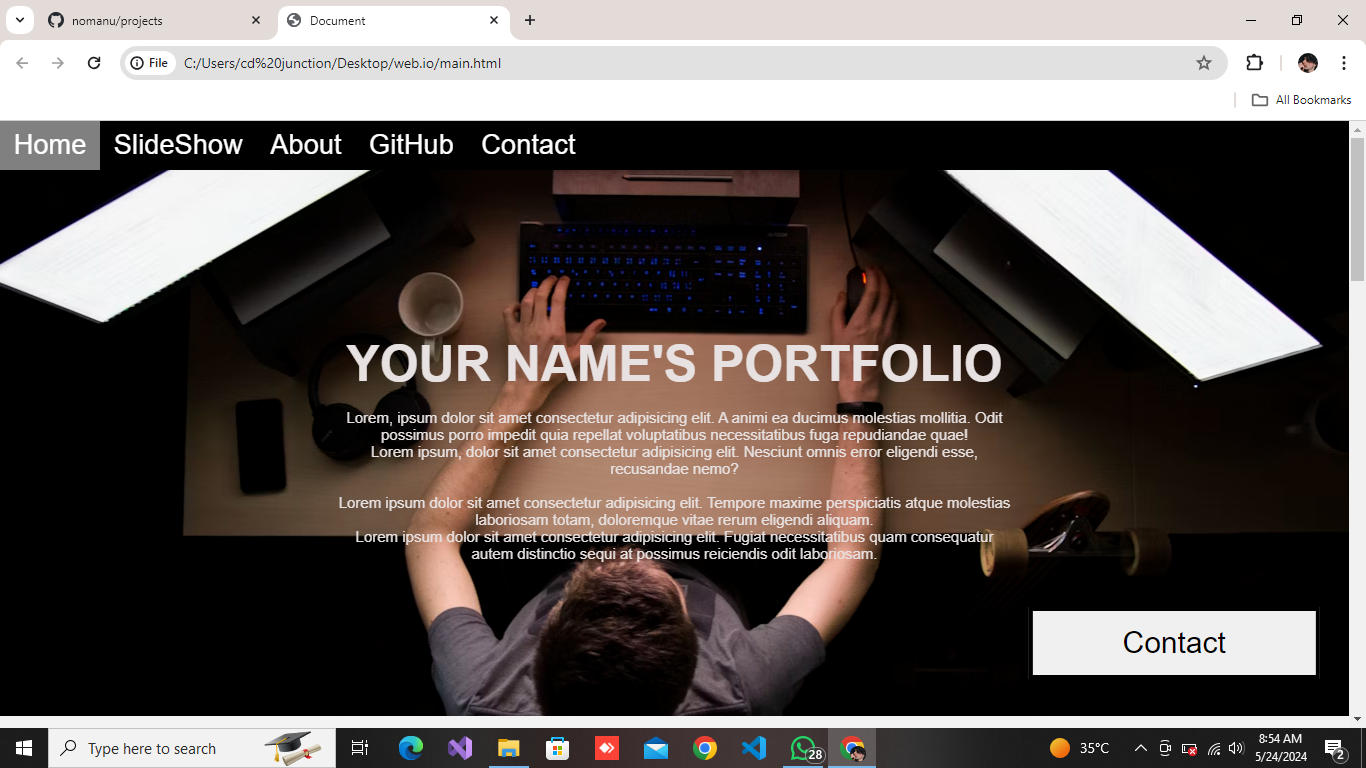 nomanu/projects
Document
File
C:/Users/cd%20junction/Desktop/web.io/main.html
All Bookmarks
Home SlideShow About GitHub Contact
YOUR NAME'S PORTFOLIO
Lorem, ipsum dolor sit amet consectetur adipisicing elit. A animi ea ducimus molestias mollitia. Odit
possimus porro impedit quia repellat voluptatibus necessitatibus fuga repudiandae quae!
Lorem ipsum, dolor sit amet consectetur adipisicing elit. Nesciunt omnis error eligendi esse,
recusandae nemo?
Lorem ipsum dolor sit amet consectetur adipisicing elit. Tempore maxime perspiciatis atque molestias
laboriosam totam, doloremque vitae rerum eligendi aliquam.
Lorem ipsum dolor sit amet consectetur adipisicing elit. Fugiat necessitatibus quam consequatur
autem distinctio sequi at possimus reiciendis odit laboriosam.
Contact
Type here to search
28
35°C
8:54 AM
5/24/2024
2